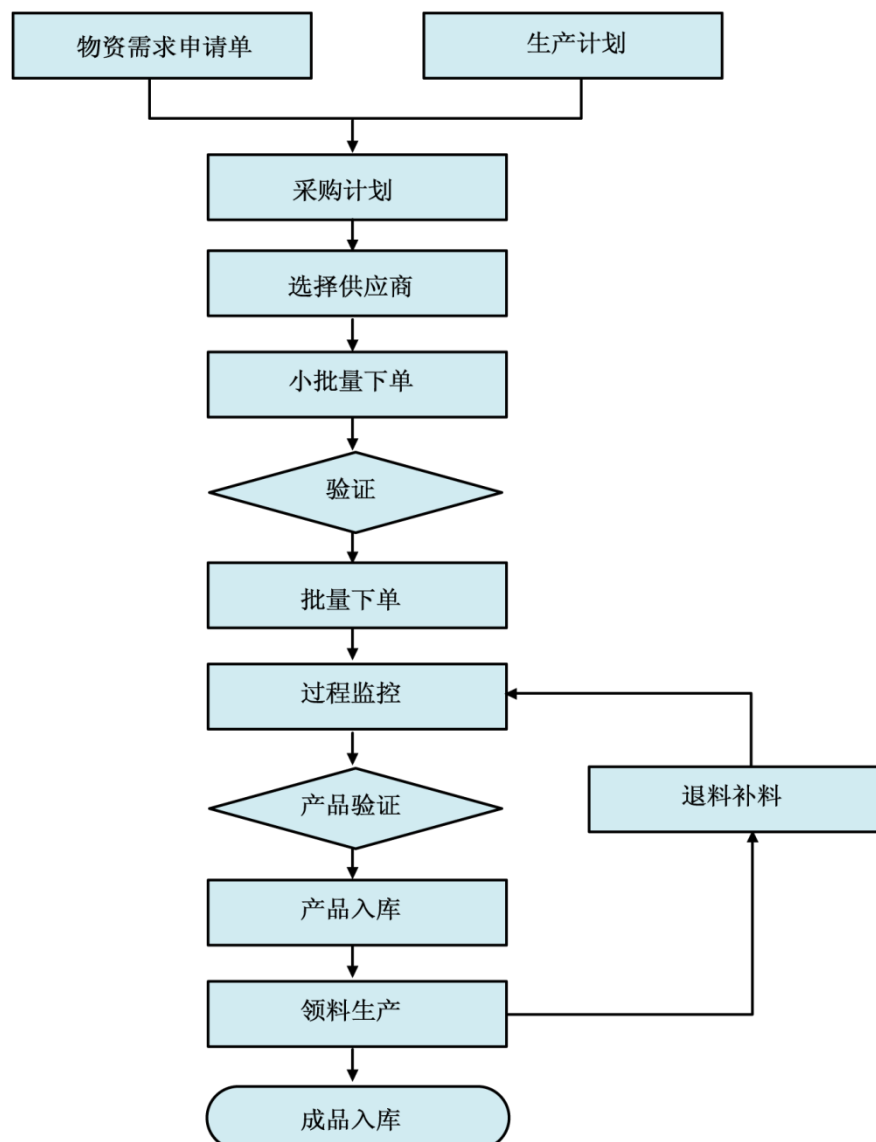 物资需求申请单
生产计划
采购计划
选择供应商
小批量下单
验证
批量下单
过程监控
产品验证
退料补料
产品入库
领料生产
成品入库